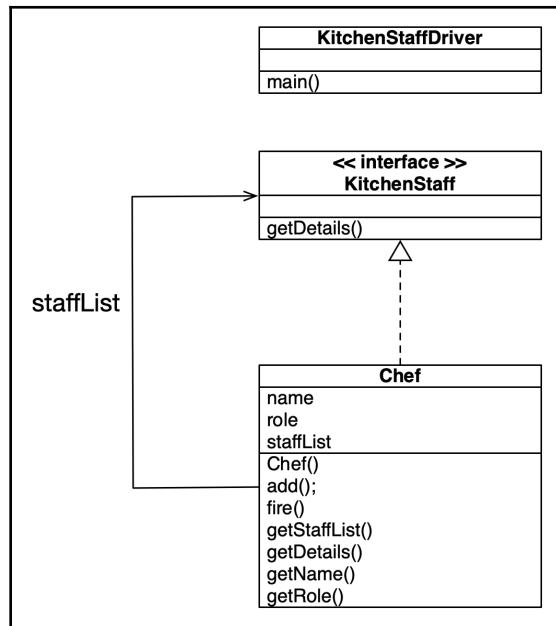 KitchenStaffDriver
main()
<< interface >>
KitchenStaff
getDetails()
staffList
Chef
name
role
staffList
Chef()
add();
fire()
getStaffList()
getDetails()
getName()
getRole()